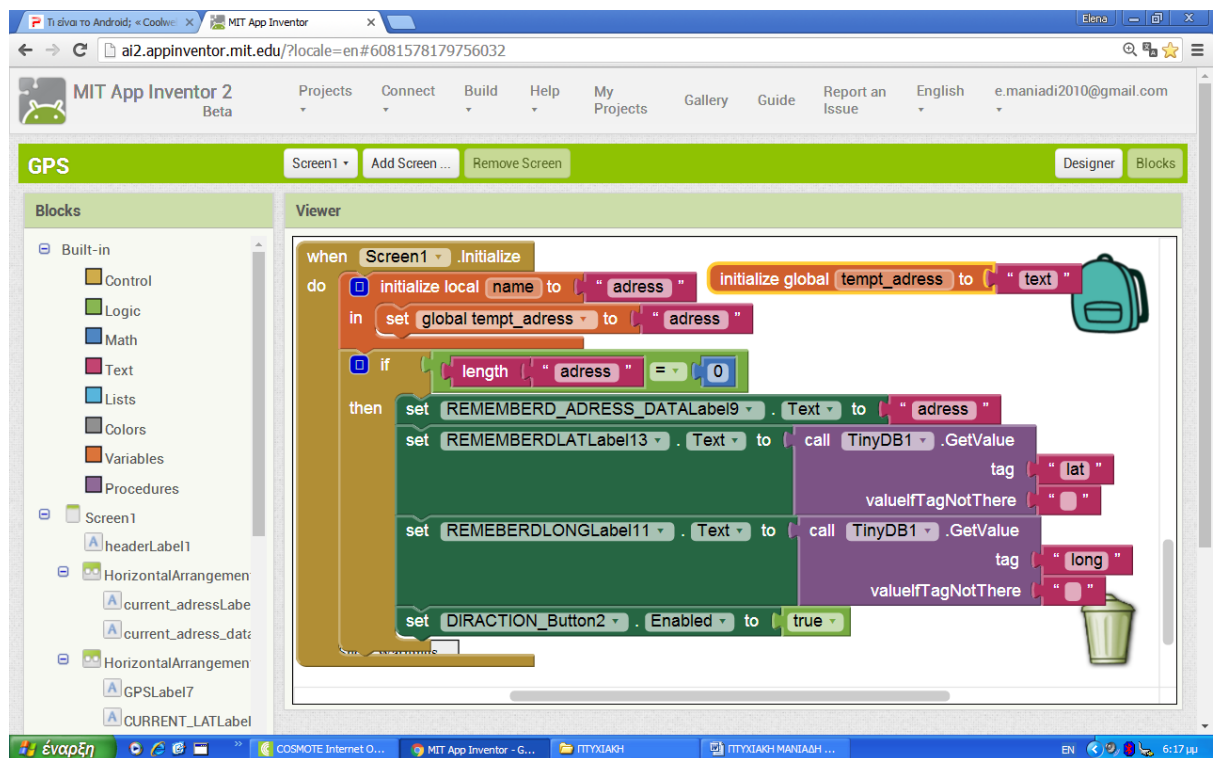 Τι είναι το Android; «Coolwe
MIT App Inventor
Elena
ai2.appinventor.mit.edu/?locale=en#6081578179756032
MIT App Inventor 2
Beta
Projects
Connect
Build
Help
My Projects
Gallery
Guide
Report an Issue
English
e.maniadi2010@gmail.com
GPS
Screen1
Add Screen ...
Remove Screen
Designer
Blocks
Blocks
Viewer
Built-in
Control
Logic
Math
Text
Lists
Colors
Variables
Procedures
Screen1
headerLabel1
HorizontalArrangemen
current_adressLabe
current_adress_data
HorizontalArrangemen
GPSLabel7
CURRENT_LATLabel
when Screen1 .Initialize
do initialize local name to " adress "
in set global tempt_adress to " adress "
initialize global tempt_adress to " text "
if length " adress " = 0
then set REMEMBERD_ADRESS_DATALabel9 . Text to " adress "
set REMEMBERDLATLabel13 . Text to call TinyDB1 .GetValue
tag " lat "
valueIfTagNotThere " "
set REMEBERDLONGLabel11 . Text to call TinyDB1 .GetValue
tag " long "
valueIfTagNotThere " "
set DIRACTION_Button2 . Enabled to true
έναρξη
COSMOTE Internet O...
MIT App Inventor - G...
ΠΤΥΧΙΑΚΗ
ΠΤΥΧΙΑΚΗ ΜΑΝΙΑΔΗ ...
EN
6:17 μμ